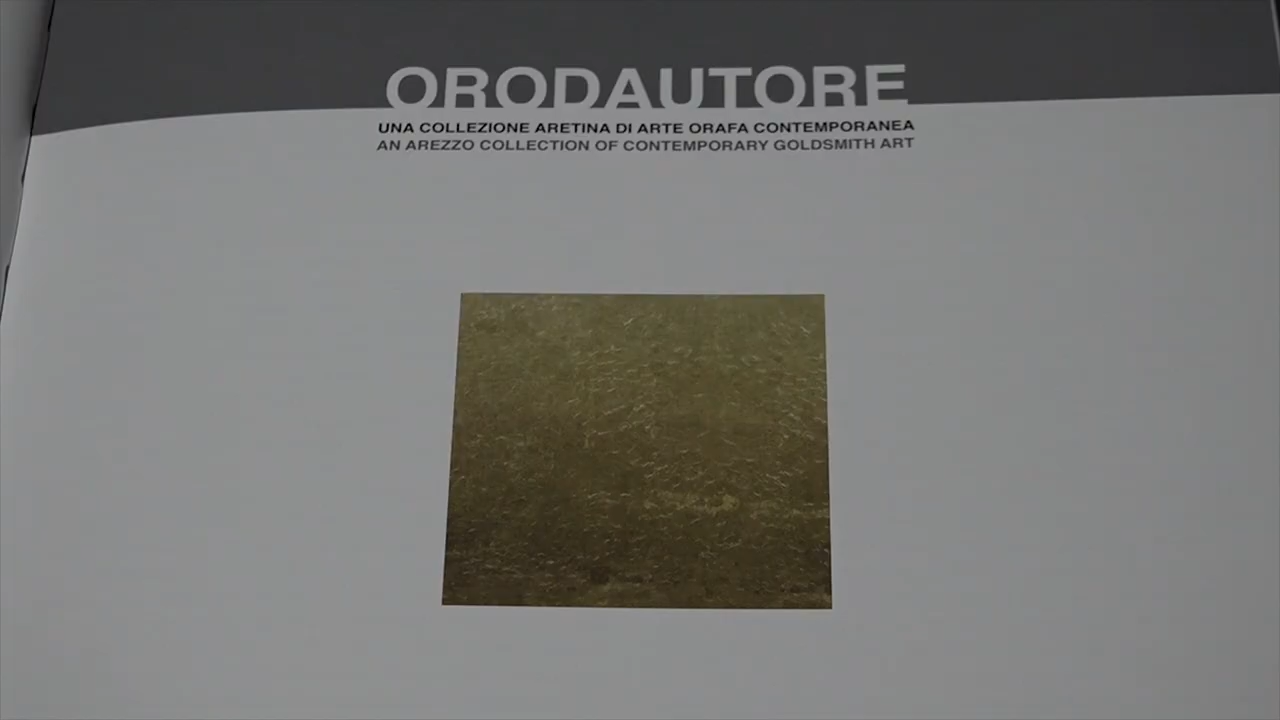 ORODAUTORE
UNA COLLEZIONE ARETINA DI ARTE ORAFA CONTEMPORANEA
AN AREZZO COLLECTION OF CONTEMPORARY GOLDSMITH ART